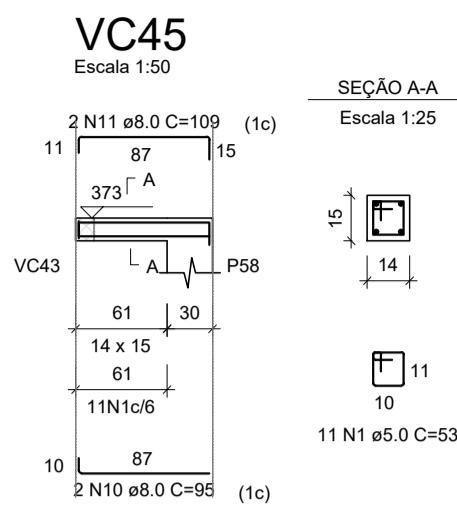 VC45
Escala 1:50
2 N11 ø8.0 C=109 (1c)
11
87
15
373
A
A
VC43
P58
61
30
14 x 15
61
11N1c/6
10
87
2 N10 ø8.0 C=95 (1c)
SEÇÃO A-A
Escala 1:25
15
14
11
10
11 N1 ø5.0 C=53